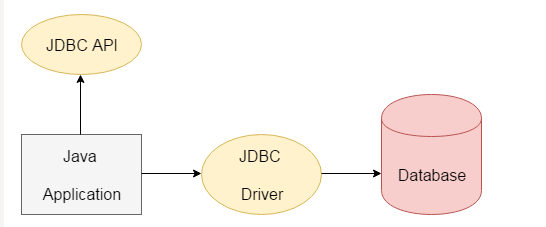 JDBC API
Java
Application
JDBC
Driver
Database